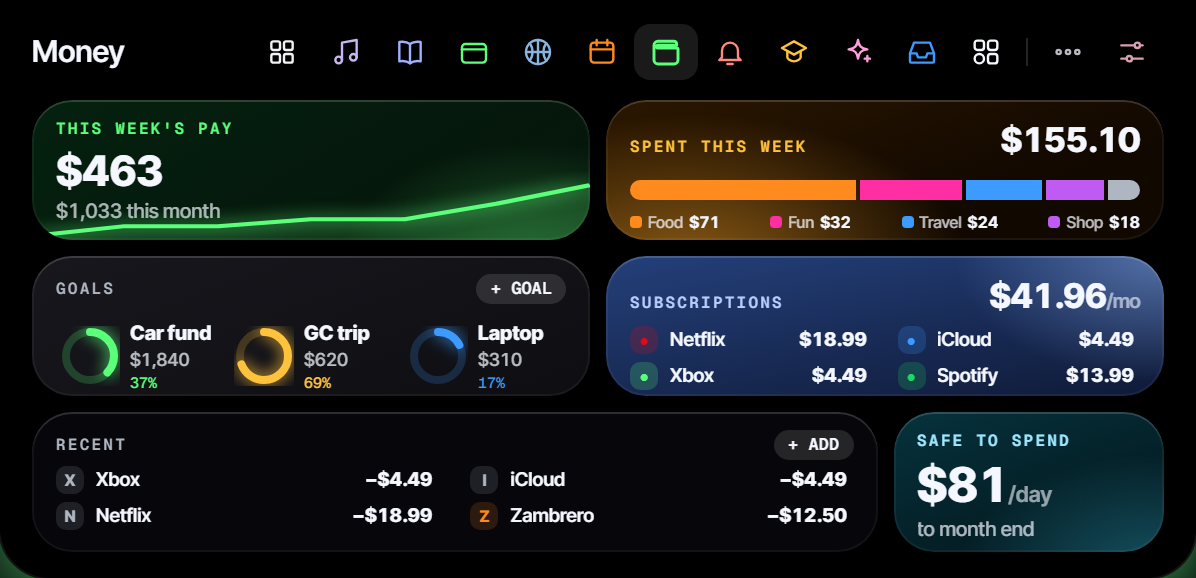 Money
THIS WEEK'S PAY
$463
$1,033 this month
SPENT THIS WEEK
$155.10
Food $71
Fun $32
Travel $24
Shop $18
GOALS
+ GOAL
Car fund
$1,840
37%
GC trip
$620
69%
Laptop
$310
17%
SUBSCRIPTIONS
$41.96/mo
Netflix $18.99
iCloud $4.49
Xbox $4.49
Spotify $13.99
RECENT
+ ADD
X Xbox –$4.49
I iCloud –$4.49
N Netflix –$18.99
Z Zambrero –$12.50
SAFE TO SPEND
$81/day
to month end